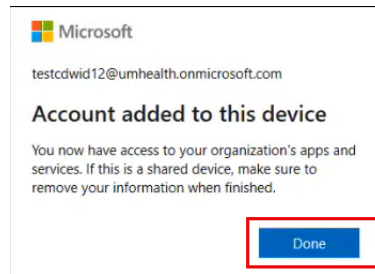 Microsoft
testcdwid12@umhealth.onmicrosoft.com
Account added to this device
You now have access to your organization's apps and
services. If this is a shared device, make sure to
remove your information when finished.
Done